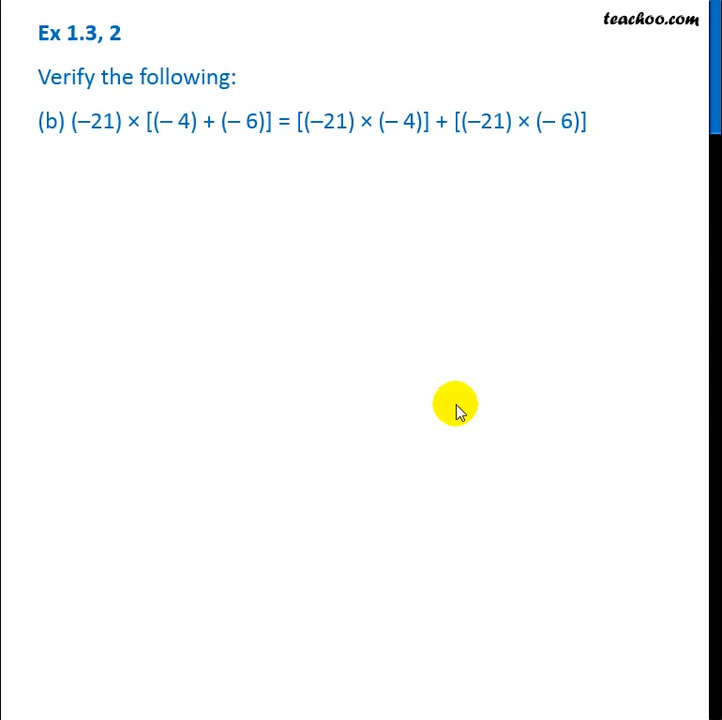 teachoo.com
Ex 1.3, 2
Verify the following:
(b) (–21) × [(– 4) + (– 6)] = [(–21) × (– 4)] + [(–21) × (– 6)]